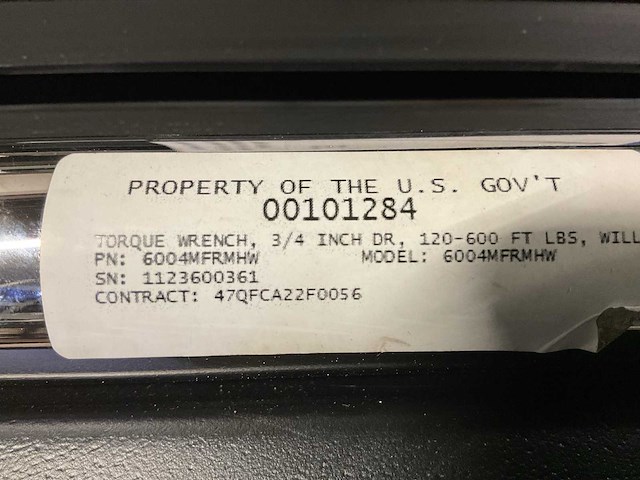 PROPERTY OF THE U.S. GOV'T
00101284
TORQUE WRENCH, 3/4 INCH DR, 120-600 FT LBS, WILL
PN: 6004MFRMHW MODEL: 6004MFRMHW
SN: 1123600361
CONTRACT: 47QFCA22F0056